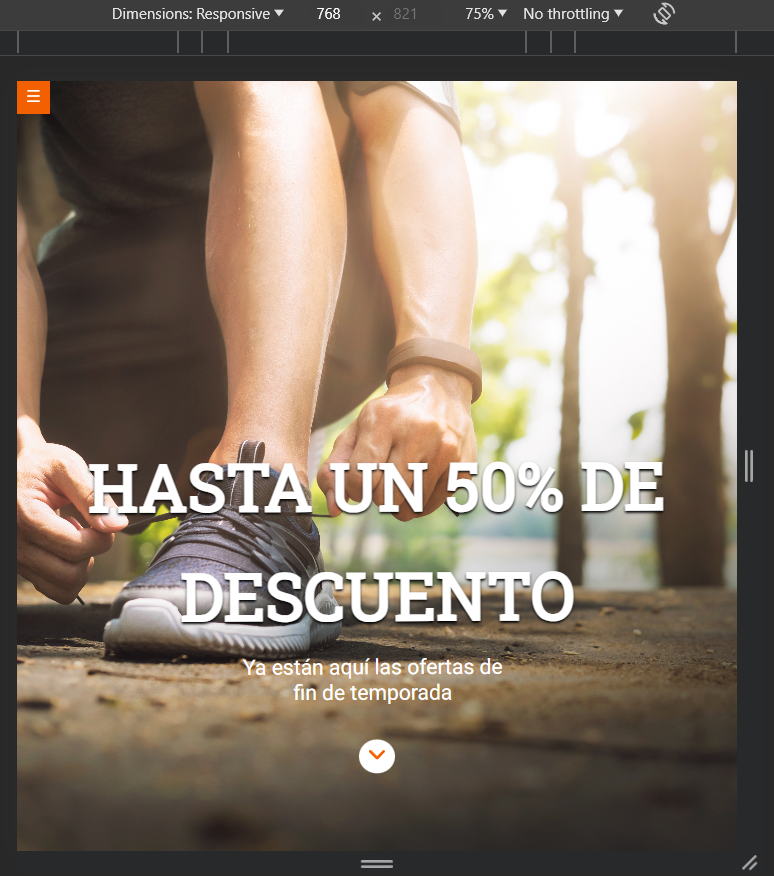 Dimensions: Responsive 768 × 821 75% No throttling
HASTA UN 50% DE
DESCUENTO
Ya están aquí las ofertas de
fin de temporada